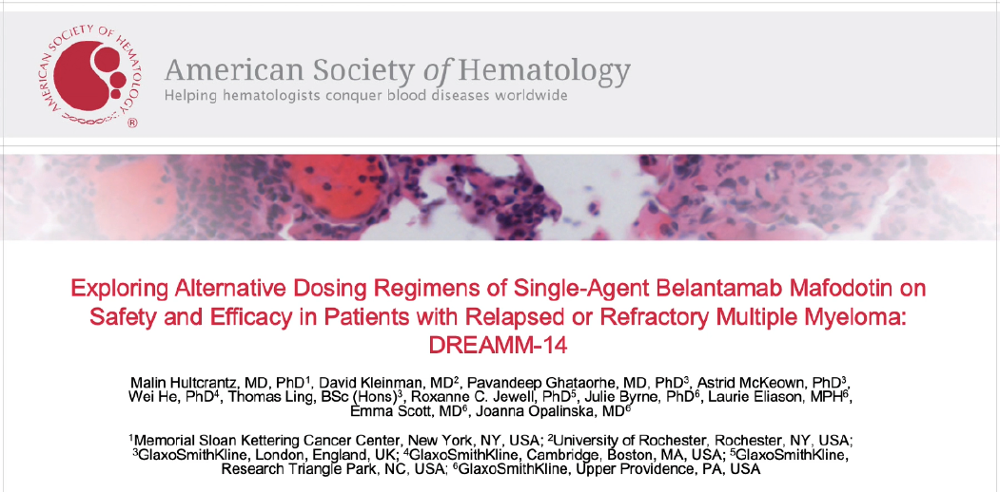 AMERICAN SOCIETY OF HEMATOLOGY
®
American Society of Hematology
Helping hematologists conquer blood diseases worldwide
Exploring Alternative Dosing Regimens of Single-Agent Belantamab Mafodotin on
Safety and Efficacy in Patients with Relapsed or Refractory Multiple Myeloma:
DREAMM-14
Malin Hultcrantz, MD, PhD¹, David Kleinman, MD², Pavandeep Ghataorhe, MD, PhD³, Astrid McKeown, PhD³,
Wei He, PhD⁴, Thomas Ling, BSc (Hons)³, Roxanne C. Jewell, PhD⁵, Julie Byrne, PhD⁶, Laurie Eliason, MPH⁶,
Emma Scott, MD⁶, Joanna Opalinska, MD⁶
¹Memorial Sloan Kettering Cancer Center, New York, NY, USA; ²University of Rochester, Rochester, NY, USA;
³GlaxoSmithKline, London, England, UK; ⁴GlaxoSmithKline, Cambridge, Boston, MA, USA; ⁵GlaxoSmithKline,
Research Triangle Park, NC, USA; ⁶GlaxoSmithKline, Upper Providence, PA, USA